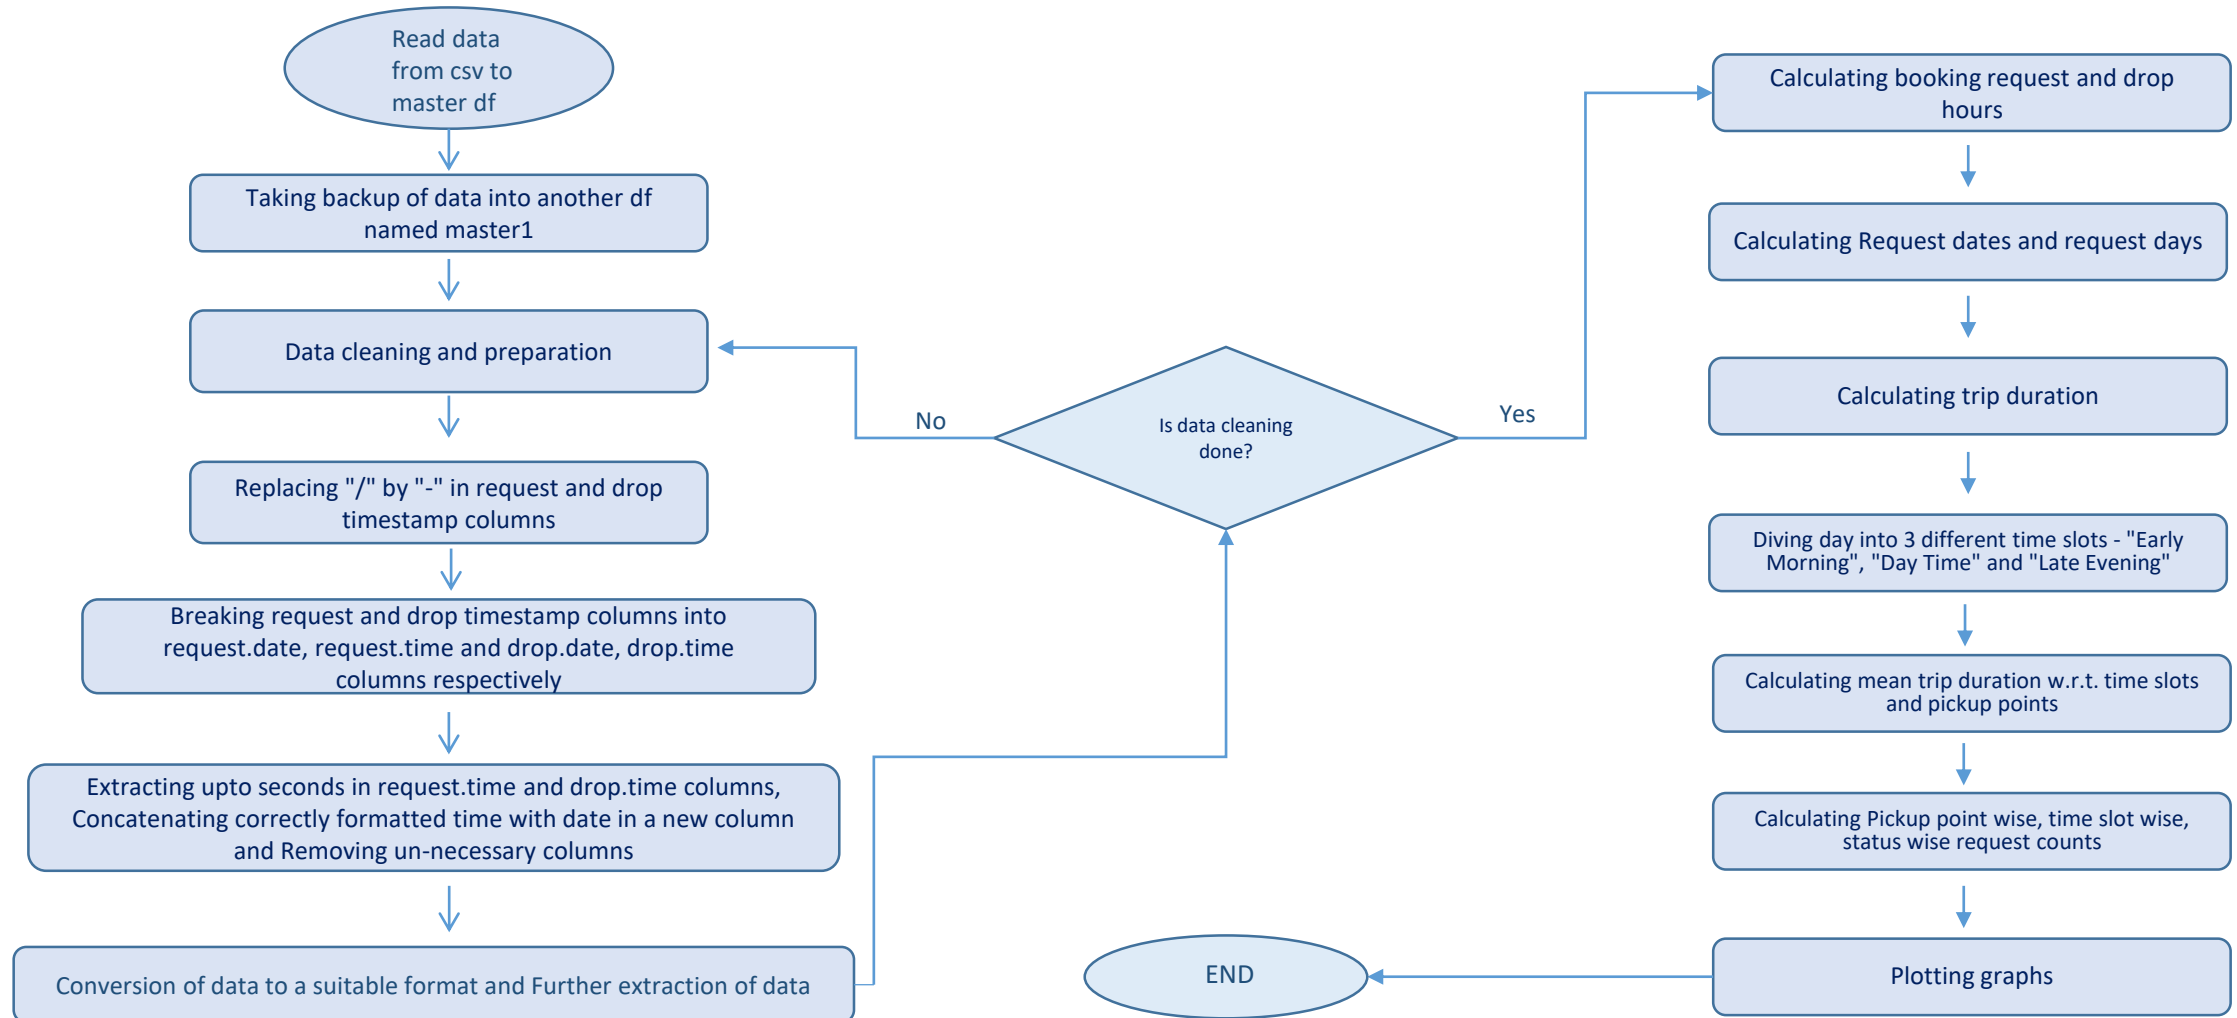 Read data
from csv to
master df
Taking backup of data into another df
named master1
Data cleaning and preparation
Replacing "/" by "-" in request and drop
timestamp columns
Breaking request and drop timestamp columns into
request.date, request.time and drop.date, drop.time
columns respectively
Extracting upto seconds in request.time and drop.time columns,
Concatenating correctly formatted time with date in a new column
and Removing un-necessary columns
Conversion of data to a suitable format and Further extraction of data
No
Is data cleaning
done?
Yes
Calculating booking request and drop
hours
Calculating Request dates and request days
Calculating trip duration
Diving day into 3 different time slots - "Early
Morning", "Day Time" and "Late Evening"
Calculating mean trip duration w.r.t. time slots
and pickup points
Calculating Pickup point wise, time slot wise,
status wise request counts
Plotting graphs
END